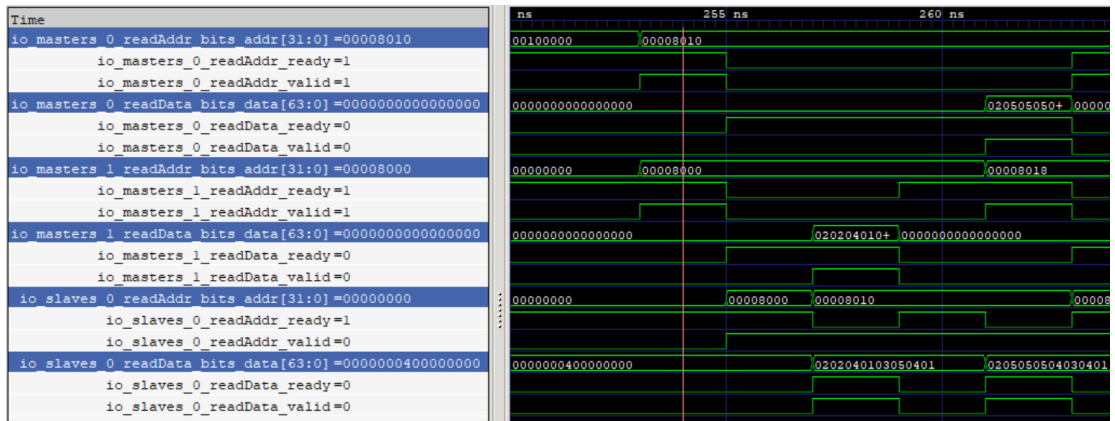 Time
ns 255 ns 260 ns
io_masters_0_readAddr_bits_addr[31:0]=00008010 00100000 00008010
io_masters_0_readAddr_ready=1
io_masters_0_readAddr_valid=1
io_masters_0_readData_bits_data[63:0]=0000000000000000 0000000000000000 020505050+ 00000
io_masters_0_readData_ready=0
io_masters_0_readData_valid=0
io_masters_1_readAddr_bits_addr[31:0]=00008000 00000000 00008000 00008018
io_masters_1_readAddr_ready=1
io_masters_1_readAddr_valid=1
io_masters_1_readData_bits_data[63:0]=0000000000000000 0000000000000000 020204010+ 0000000000000000
io_masters_1_readData_ready=0
io_masters_1_readData_valid=0
io_slaves_0_readAddr_bits_addr[31:0]=00000000 00000000 00008000 00008010 00008
io_slaves_0_readAddr_ready=1
io_slaves_0_readAddr_valid=0
io_slaves_0_readData_bits_data[63:0]=0000000400000000 0000000400000000 0202040103050401 0205050504030401
io_slaves_0_readData_ready=0
io_slaves_0_readData_valid=0